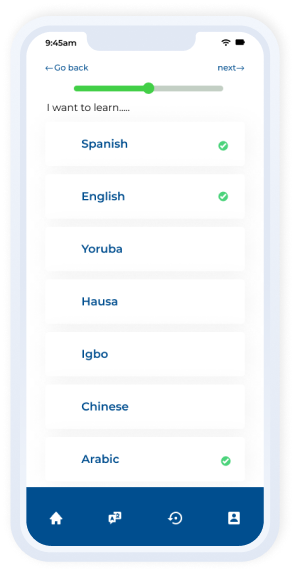 9:45am
←Go back
next→
I want to learn.....
Spanish
English
Yoruba
Hausa
Igbo
Chinese
Arabic